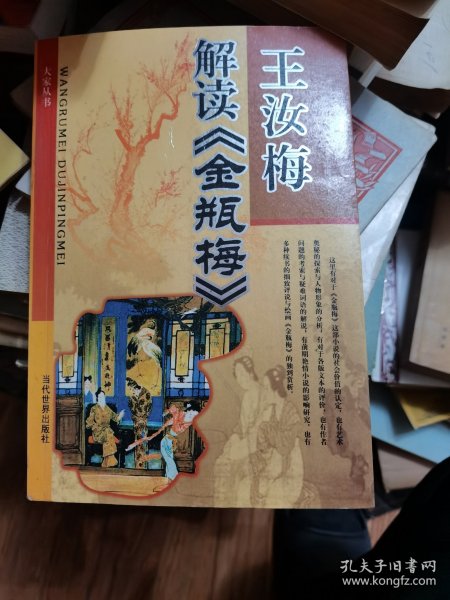 王汝梅
解读《金瓶梅》
大家丛书
WANGRUMEI DUJINPINGMEI
这里有对于《金瓶梅》这部小说的社会价值的认定，也有艺术
奥秘的探索与人物形象的分析，有对于各版文本的评价，也有作者
问题的考索与疑难词语的解说，有前明艳情小说的影响研究，也有
多种续书的细致评说与绘画《金瓶梅》的独到赏析。
当代世界出版社
孔夫子旧书网
www.kongfz.com